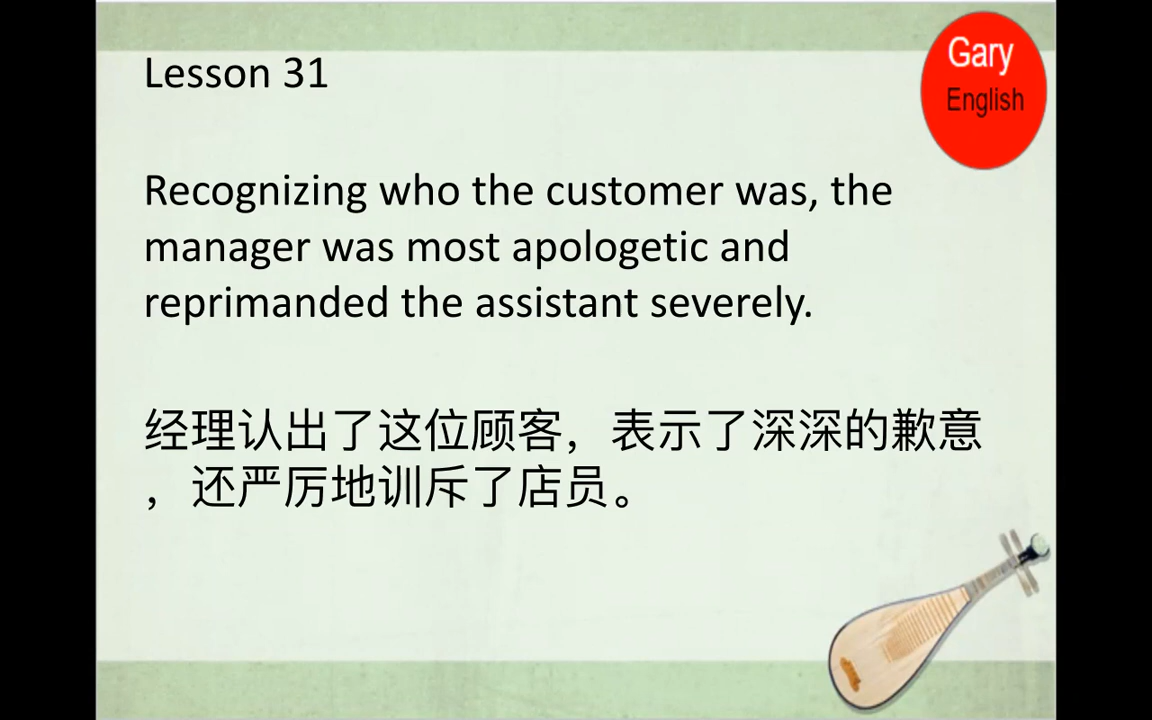 Lesson 31
Gary
English
Recognizing who the customer was, the
manager was most apologetic and
reprimanded the assistant severely.
经理认出了这位顾客，表示了深深的歉意
，还严厉地训斥了店员。